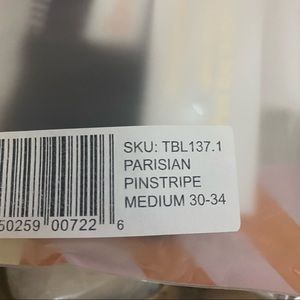 SKU: TBL137.1
PARISIAN
PINSTRIPE
MEDIUM 30-34
50259 00722 6